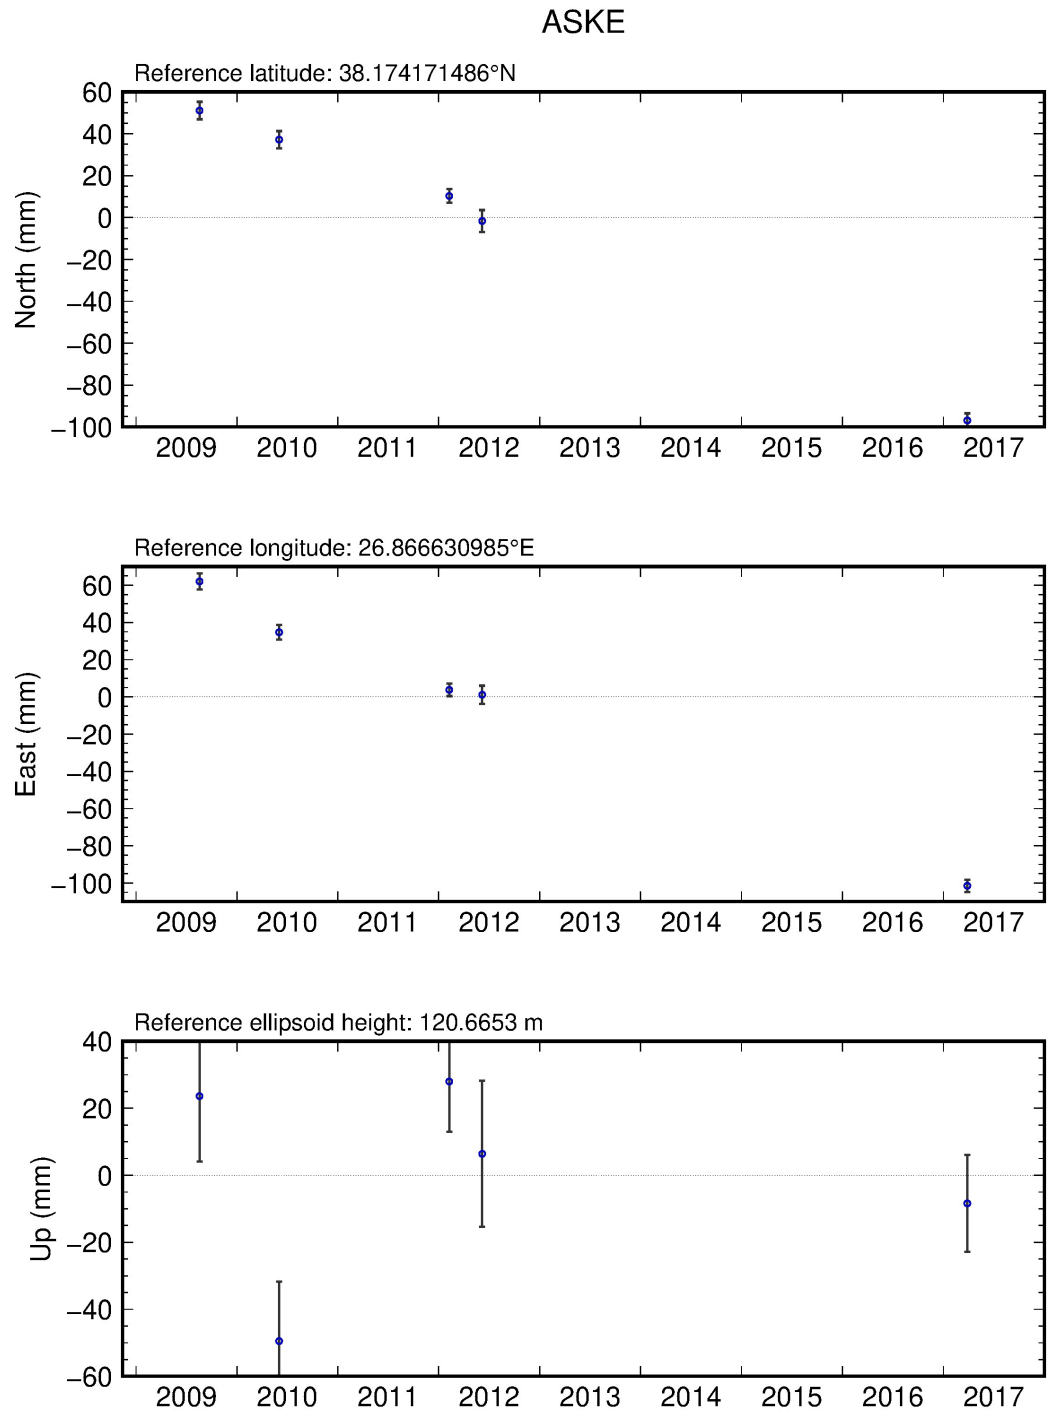 ASKE
Reference latitude: 38.174171486°N
60
40
20
0
−20
−40
−60
−80
−100
North (mm)
2009 2010 2011 2012 2013 2014 2015 2016 2017
Reference longitude: 26.866630985°E
60
40
20
0
−20
−40
−60
−80
−100
East (mm)
2009 2010 2011 2012 2013 2014 2015 2016 2017
Reference ellipsoid height: 120.6653 m
40
20
0
−20
−40
−60
Up (mm)
2009 2010 2011 2012 2013 2014 2015 2016 2017